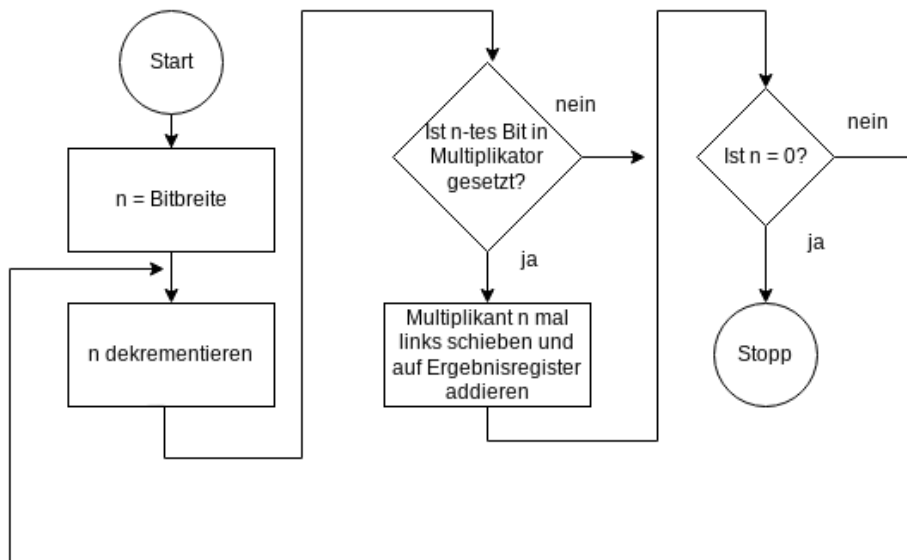 Start
n = Bitbreite
n dekrementieren
Ist n-tes Bit in
Multiplikator
gesetzt?
nein
ja
Multiplikant n mal
links schieben und
auf Ergebnisregister
addieren
Ist n = 0?
nein
ja
Stopp